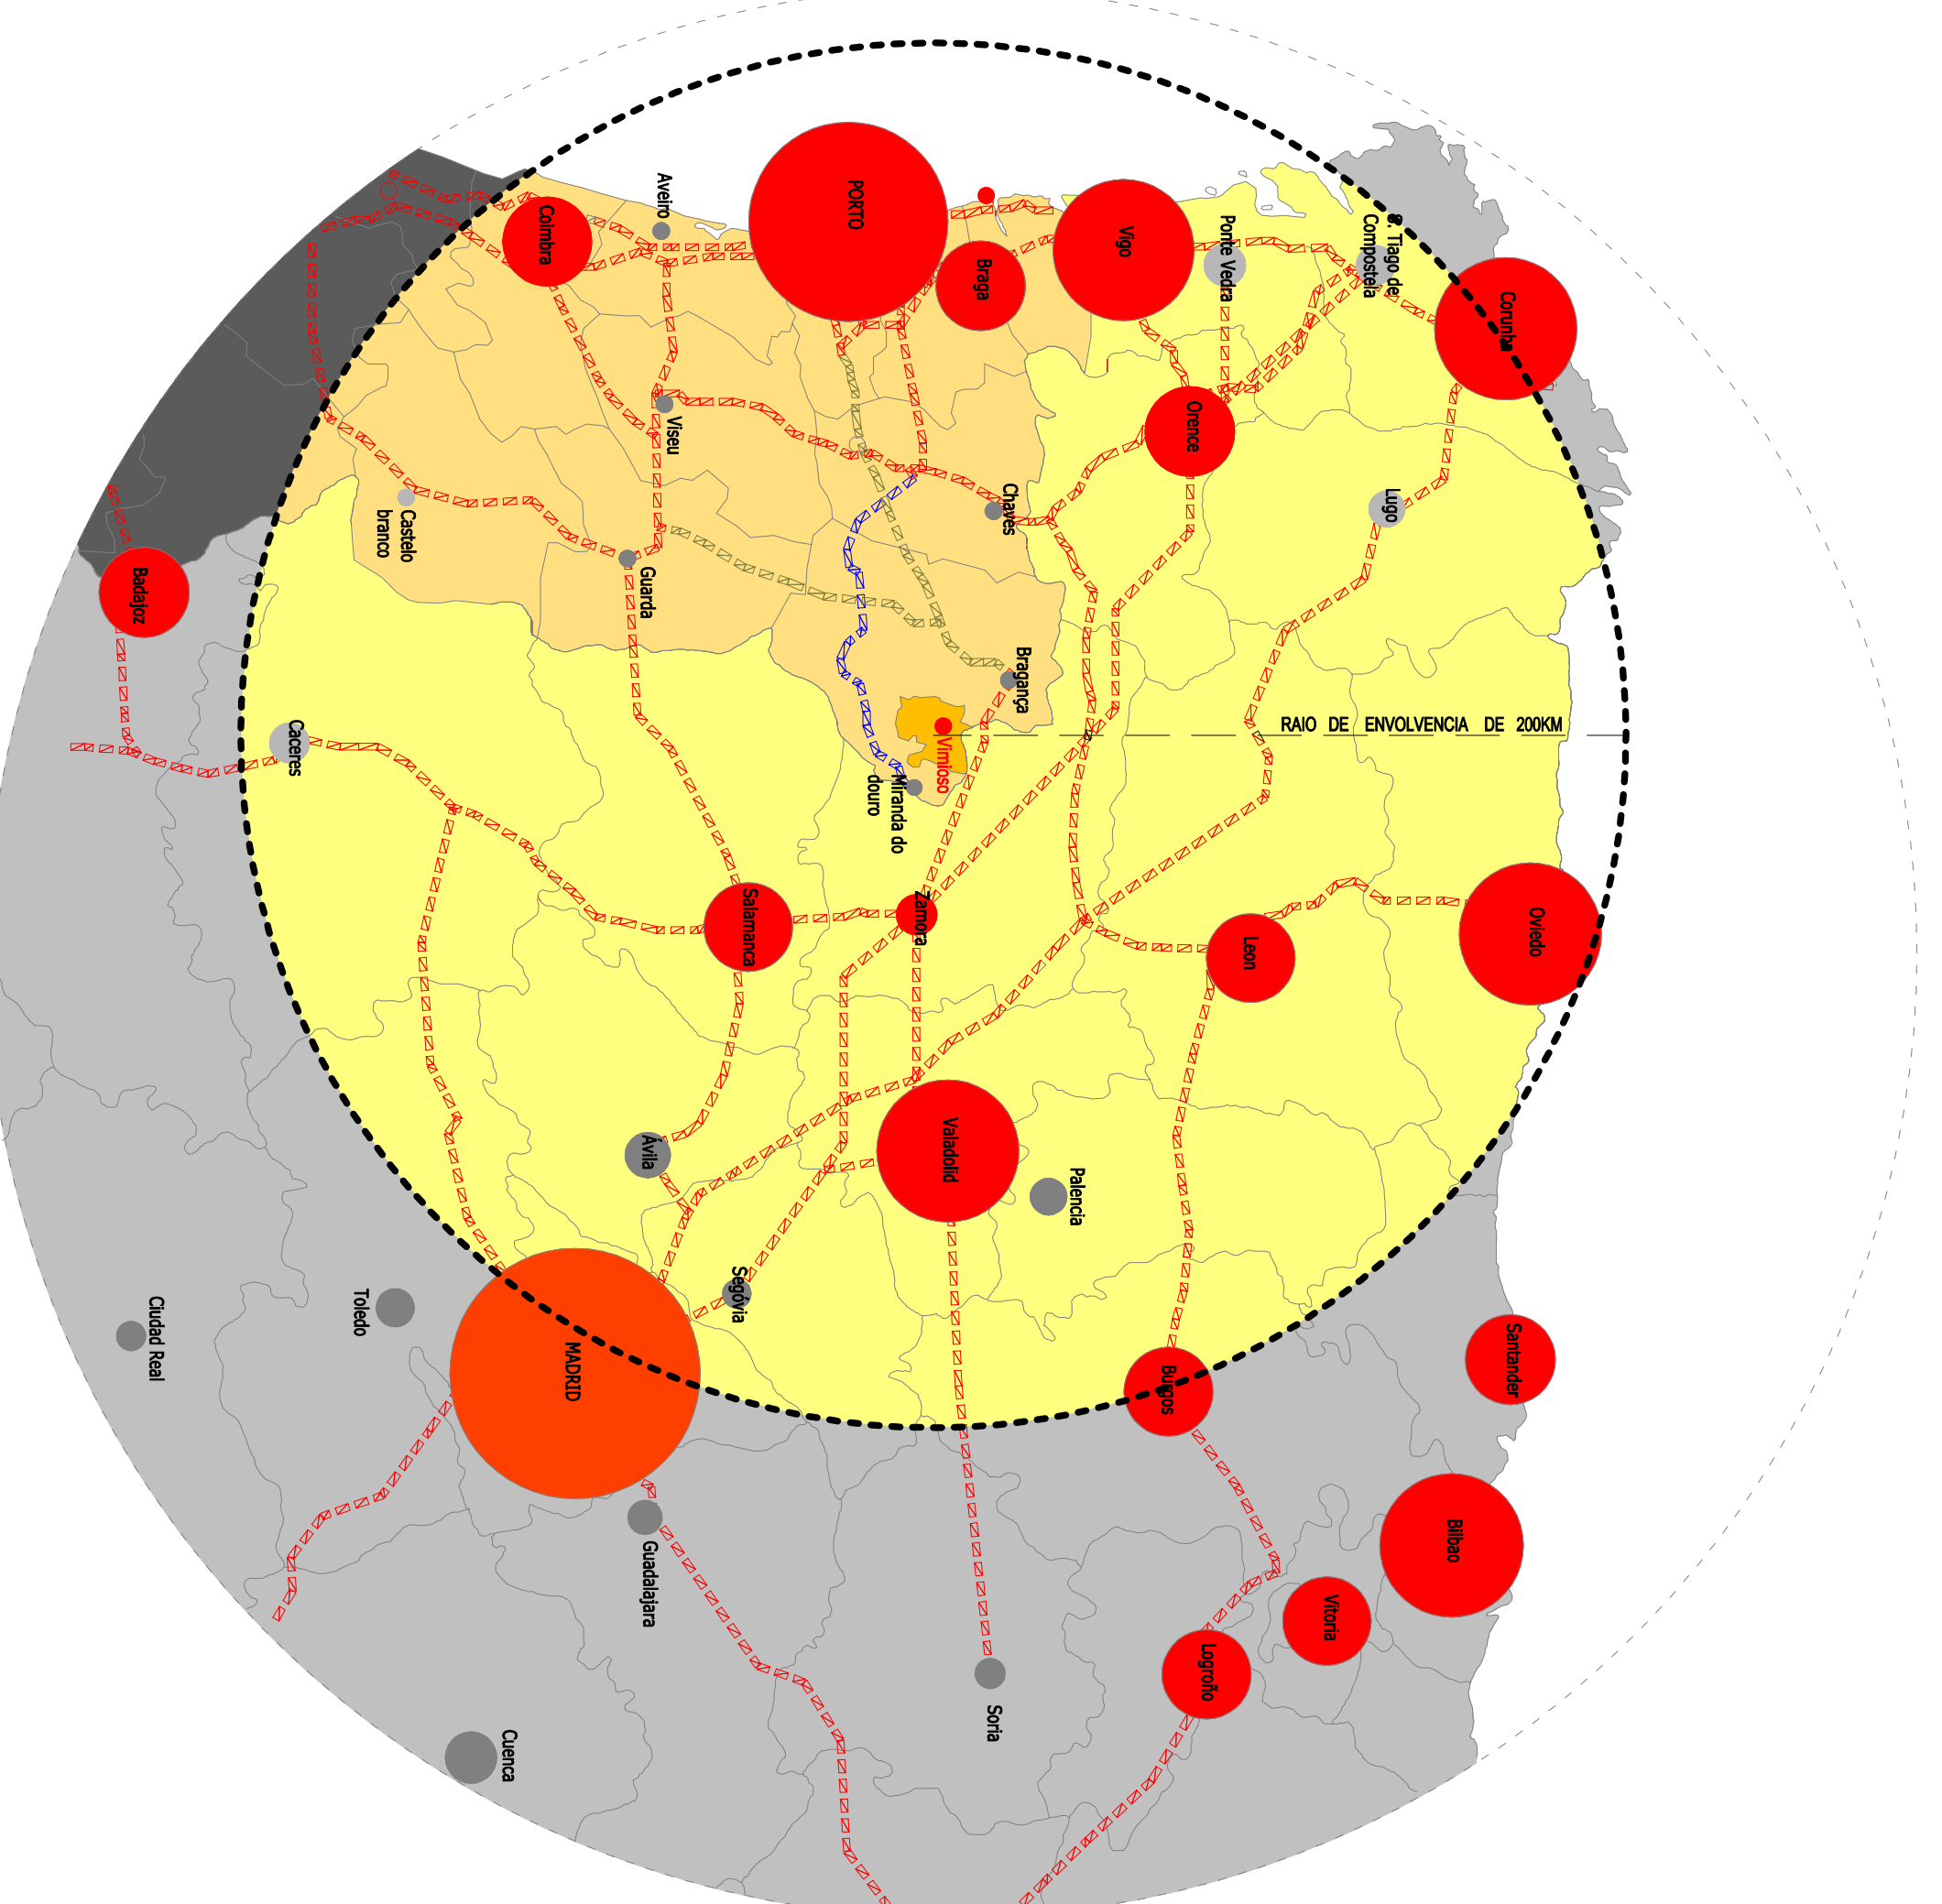 PORTO
Aveiro
Coimbra
Braga
Vigo
Ponte Vedra
S. Tiago de
Compostela
Corunha
Viseu
Orence
Lugo
Chaves
Castelo
branco
Guarda
Badajoz
Bragança
RAIO DE ENVOLVENCIA DE 200KM
Vimioso
Miranda do
douro
Caceres
Salamanca
Zamora
Leon
Oviedo
Ávila
Valadolid
Palencia
Segóvia
Toledo
Ciudad Real
MADRID
Burgos
Santander
Bilbao
Guadalajara
Vitoria
Logroño
Soria
Cuenca